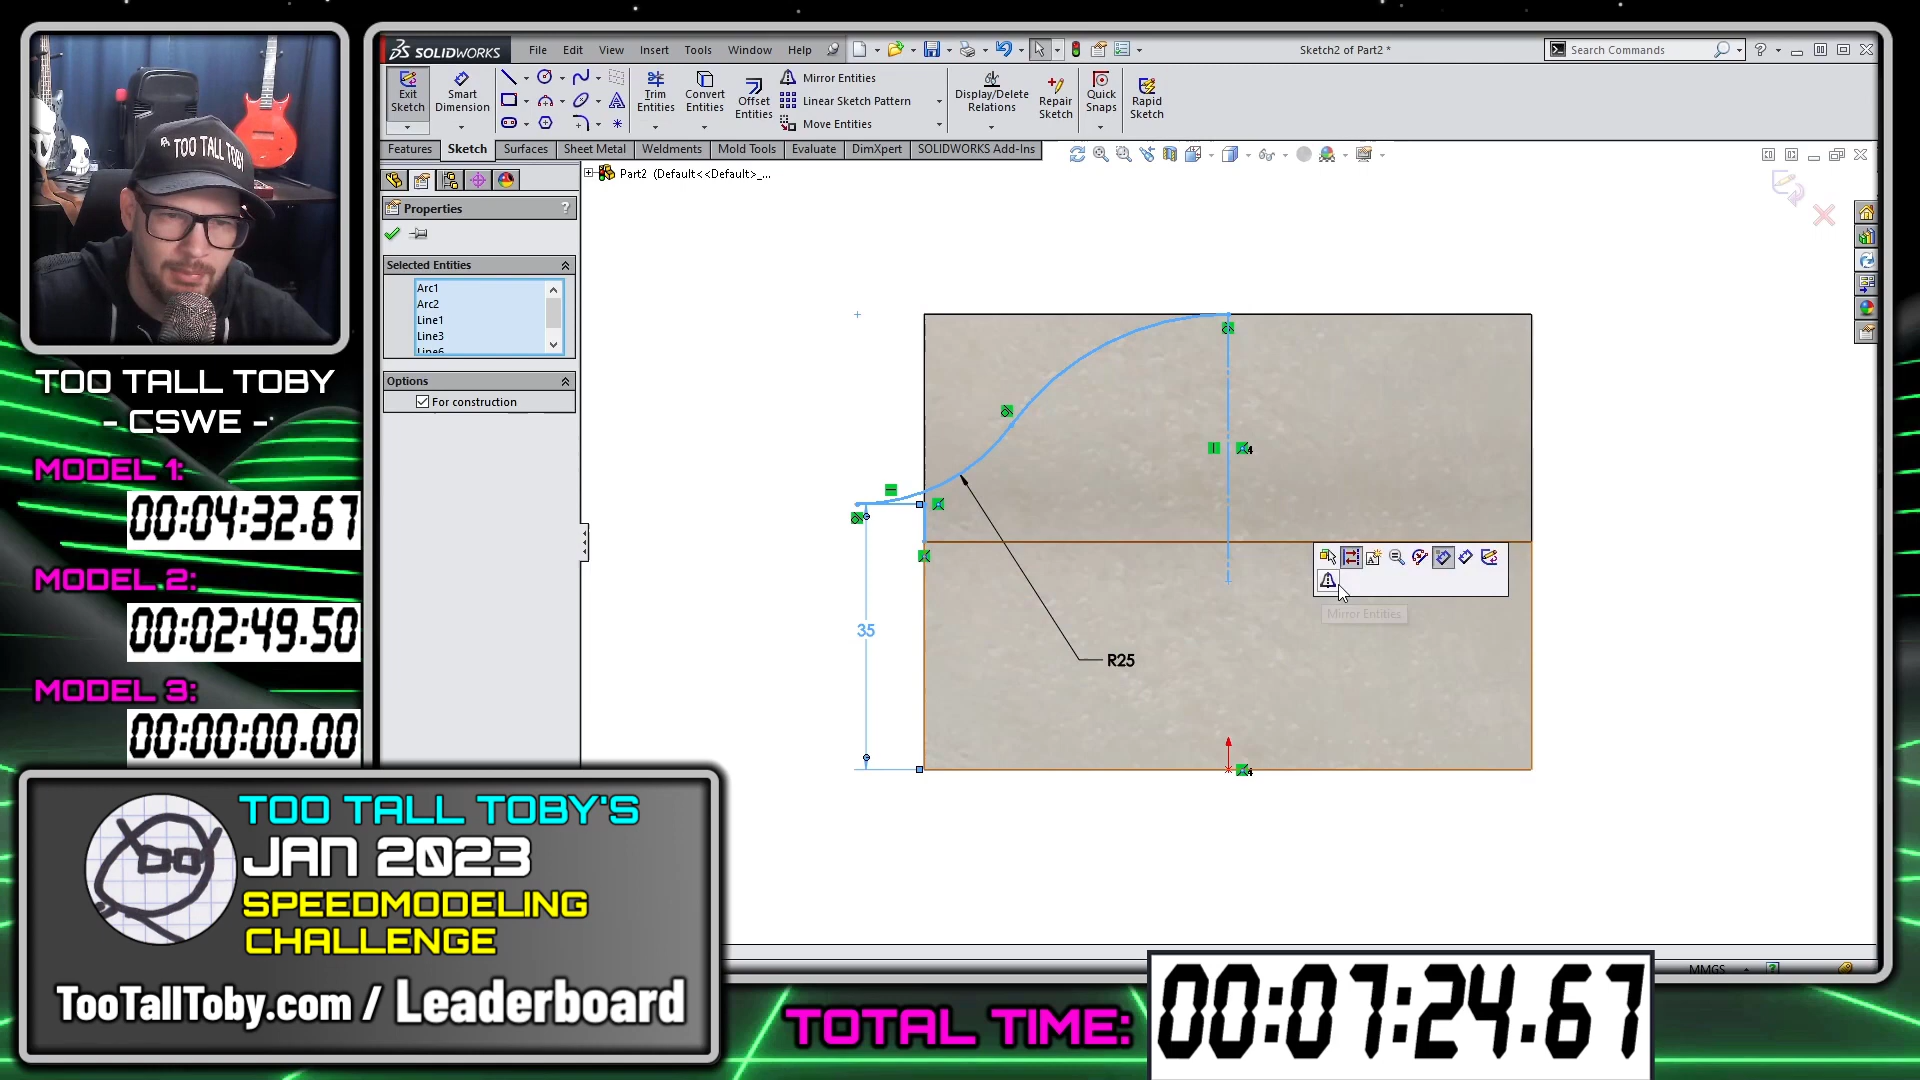 TOO TALL TOBY
TOO TALL TOBY
- CSWE -
MODEL 1:
00:04:32.67
MODEL 2:
00:02:49.50
MODEL 3:
00:00:00.00
TOO TALL TOBY'S
JAN 2023
SPEEDMODELING
CHALLENGE
TooTallToby.com / Leaderboard
TOTAL TIME:
00:07:24.67
SOLIDWORKS
File Edit View Insert Tools Window Help
Sketch2 of Part2 *
Search Commands
Exit Sketch
Smart Dimension
Trim Entities
Convert Entities
Offset Entities
Mirror Entities
Linear Sketch Pattern
Move Entities
Display/Delete Relations
Repair Sketch
Quick Snaps
Rapid Sketch
Features Sketch Surfaces Sheet Metal Weldments Mold Tools Evaluate DimXpert SOLIDWORKS Add-Ins
Part2 (Default<<Default>_...
Properties
?
Selected Entities
Arc1
Arc2
Line1
Line3
Line6
Options
For construction
35
R25
4
Mirror Entities
4
MMGS